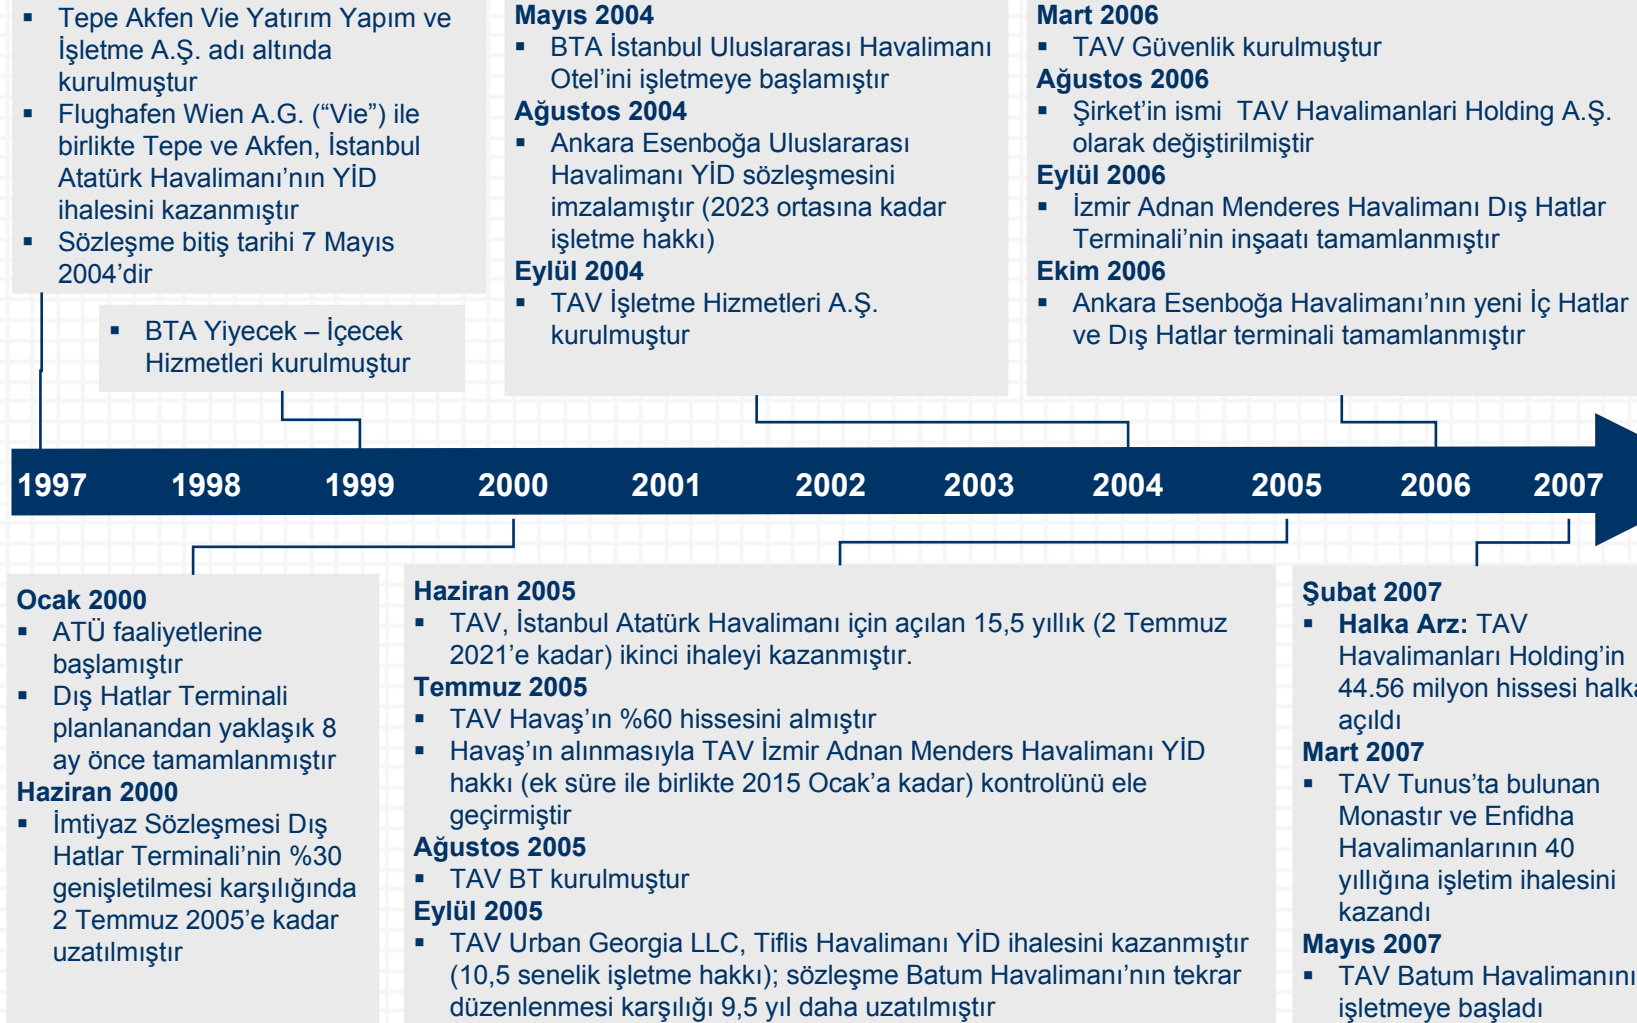 ▪ Tepe Akfen Vie Yatırım Yapım ve
İşletme A.Ş. adı altında
kurulmuştur
▪ Flughafen Wien A.G. (“Vie”) ile
birlikte Tepe ve Akfen, İstanbul
Atatürk Havalimanı’nın YİD
ihalesini kazanmıştır
▪ Sözleşme bitiş tarihi 7 Mayıs
2004’dir
▪ BTA Yiyecek – İçecek
Hizmetleri kurulmuştur
Mayıs 2004
▪ BTA İstanbul Uluslararası Havalimanı
Otel’ini işletmeye başlamıştır
Ağustos 2004
▪ Ankara Esenboğa Uluslararası
Havalimanı YİD sözleşmesini
imzalamıştır (2023 ortasına kadar
işletme hakkı)
Eylül 2004
▪ TAV İşletme Hizmetleri A.Ş.
kurulmuştur
Mart 2006
▪ TAV Güvenlik kurulmuştur
Ağustos 2006
▪ Şirket’in ismi TAV Havalimanlari Holding A.Ş.
olarak değiştirilmiştir
Eylül 2006
▪ İzmir Adnan Menderes Havalimanı Dış Hatlar
Terminali’nin inşaatı tamamlanmıştır
Ekim 2006
▪ Ankara Esenboğa Havalimanı’nın yeni İç Hatlar
ve Dış Hatlar terminali tamamlanmıştır
1997 1998 1999 2000 2001 2002 2003 2004 2005 2006 2007
Ocak 2000
▪ ATÜ faaliyetlerine
başlamıştır
▪ Dış Hatlar Terminali
planlanandan yaklaşık 8
ay önce tamamlanmıştır
Haziran 2000
▪ İmtiyaz Sözleşmesi Dış
Hatlar Terminali’nin %30
genişletilmesi karşılığında
2 Temmuz 2005’e kadar
uzatılmıştır
Haziran 2005
▪ TAV, İstanbul Atatürk Havalimanı için açılan 15,5 yıllık (2 Temmuz
2021’e kadar) ikinci ihaleyi kazanmıştır.
Temmuz 2005
▪ TAV Havaş’ın %60 hissesini almıştır
▪ Havaş’ın alınmasıyla TAV İzmir Adnan Menders Havalimanı YİD
hakkı (ek süre ile birlikte 2015 Ocak’a kadar) kontrolünü ele
geçirmiştir
Ağustos 2005
▪ TAV BT kurulmuştur
Eylül 2005
▪ TAV Urban Georgia LLC, Tiflis Havalimanı YİD ihalesini kazanmıştır
(10,5 senelik işletme hakkı); sözleşme Batum Havalimanı’nın tekrar
düzenlenmesi karşılığı 9,5 yıl daha uzatılmıştır
Şubat 2007
▪ Halka Arz: TAV
Havalimanları Holding’in
44.56 milyon hissesi halka
açıldı
Mart 2007
▪ TAV Tunus’ta bulunan
Monastır ve Enfidha
Havalimanlarının 40
yıllığına işletim ihalesini
kazandı
Mayıs 2007
▪ TAV Batum Havalimanını
işletmeye başladı